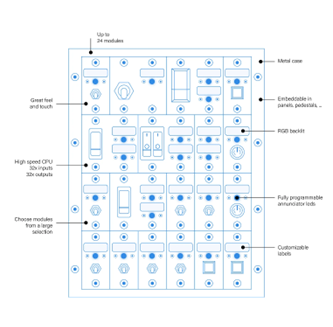 Up to
24 modules
Metal case
Great feel
and touch
Embeddable in
panels, pedestals, ...
RGB backlit
High speed CPU
32x inputs
32x outputs
Fully programmable
annunciator lids
Choose modules
from a large
selection
Customizable
labels